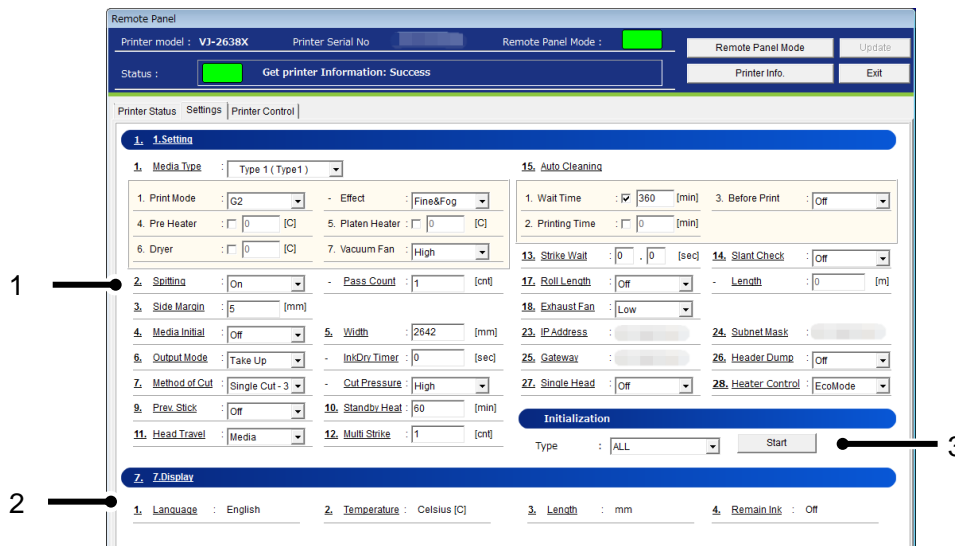 Remote Panel
Printer model : VJ-2638X Printer Serial No Remote Panel Mode : Remote Panel Mode Update
Status : Get printer Information: Success Printer Info. Exit
Printer Status Settings Printer Control
1. 1.Setting
1. Media Type : Type 1 ( Type1 ) 15. Auto Cleaning
1. Print Mode : G2 - Effect : Fine&Fog 1. Wait Time : 360 [min] 3. Before Print : Off
4. Pre Heater : 0 [C] 5. Platen Heater : 0 [C] 2. Printing Time : 0 [min]
6. Dryer : 0 [C] 7. Vacuum Fan : High
13. Strike Wait : 0 . 0 [sec] 14. Slant Check : Off
1 2. Spitting : On - Pass Count : 1 [cnt] 17. Roll Length : Off - Length : 0 [m]
3. Side Margin : 5 [mm] 18. Exhaust Fan : Low
4. Media Initial : Off 5. Width : 2642 [mm] 23. IP Address : 24. Subnet Mask :
6. Output Mode : Take Up - InkDry Timer : 0 [sec] 25. Gateway : 26. Header Dump : Off
7. Method of Cut : Single Cut - 3 - Cut Pressure : High 27. Single Head : Off 28. Heater Control : EcoMode
9. Prev. Stick : Off 10. Standby Heat : 60 [min] Initialization
11. Head Travel : Media 12. Multi Strike : 1 [cnt] Type : ALL Start 3
7. 7.Display
2 1. Language : English 2. Temperature : Celsius [C] 3. Length : mm 4. Remain Ink : Off